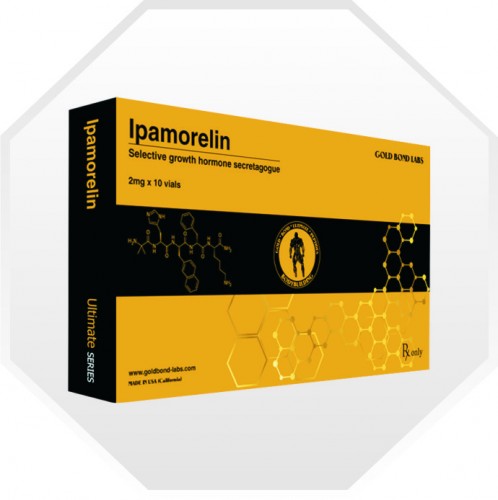 Ipamorelin
Selective growth hormone secretagogue
2mg x 10 vials
GOLD BOND LABS
Ipamorelin
Ultimate SERIES
BODYBUILDING
www.goldbond-labs.com
MADE IN USA (California)
Rx only